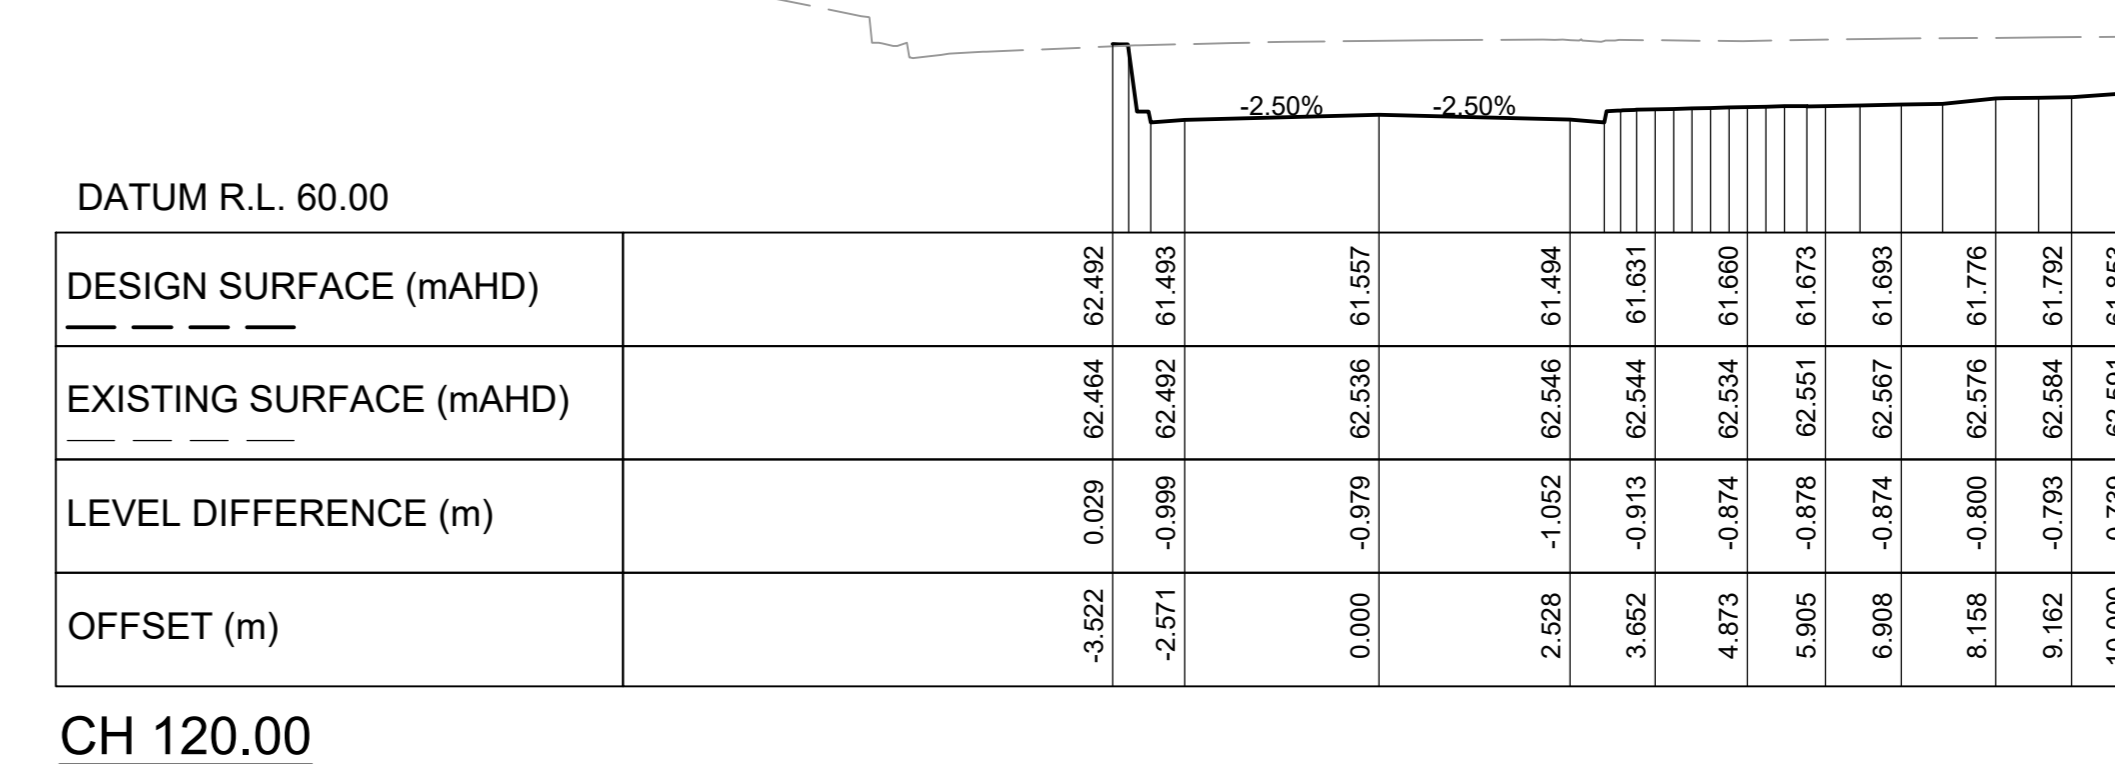 -2.50% -2.50%
DATUM R.L. 60.00
DESIGN SURFACE (mAHD) 62.492 61.493 61.557 61.494 61.631 61.660 61.673 61.693 61.776 61.792
EXISTING SURFACE (mAHD) 62.464 62.492 62.536 62.546 62.544 62.534 62.551 62.567 62.576 62.584
LEVEL DIFFERENCE (m) 0.029 -0.999 -0.979 -1.052 -0.913 -0.874 -0.878 -0.874 -0.800 -0.793
OFFSET (m) -3.522 -2.571 0.000 2.528 3.652 4.873 5.905 6.908 8.158 9.162
CH 120.00